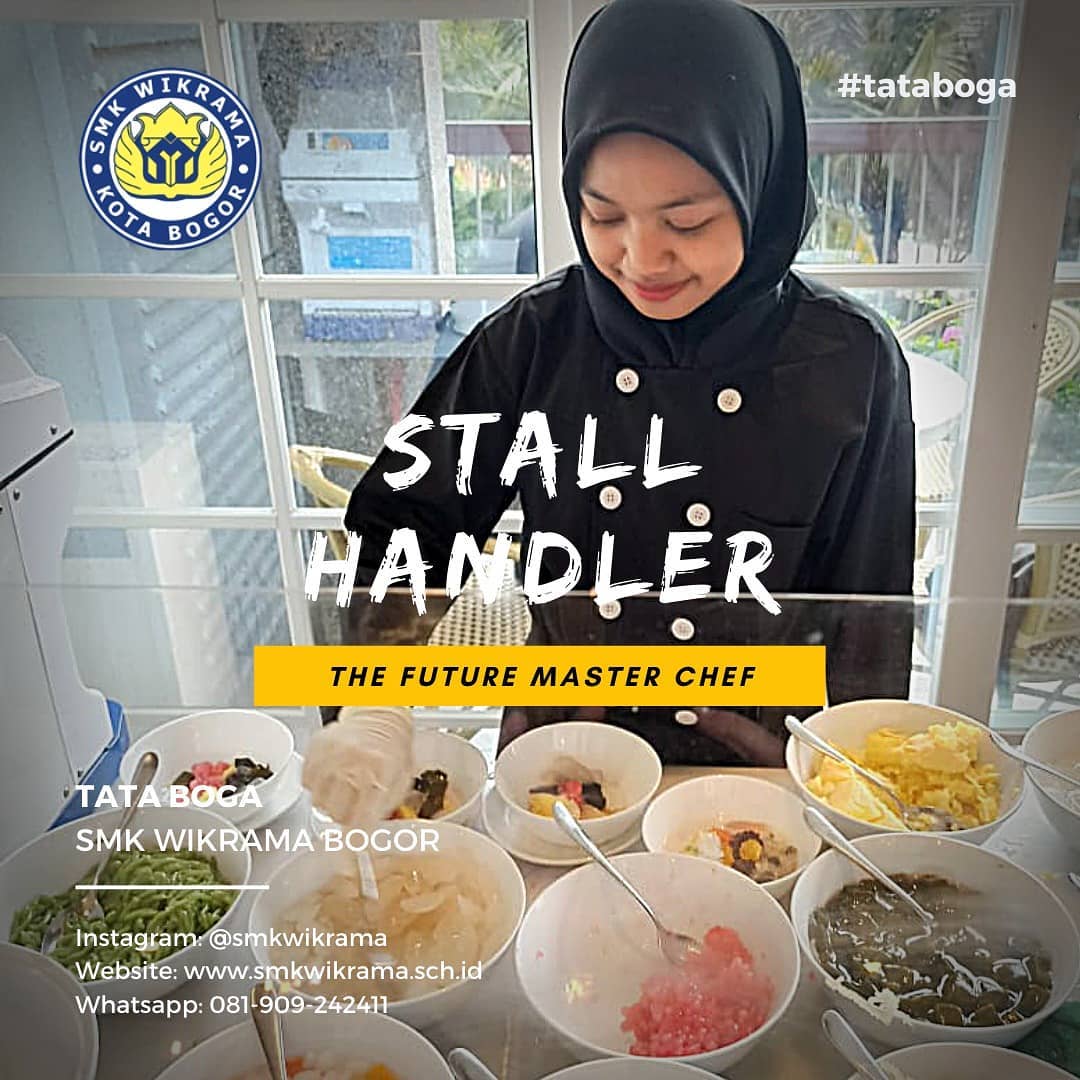 SMK WIKRAMA
KOTA BOGOR
#tataboga
STALL
HANDLER
THE FUTURE MASTER CHEF
TATA BOGA
SMK WIKRAMA BOGOR
Instagram: @smkwikrama
Website: www.smkwikrama.sch.id
Whatsapp: 081-909-242411